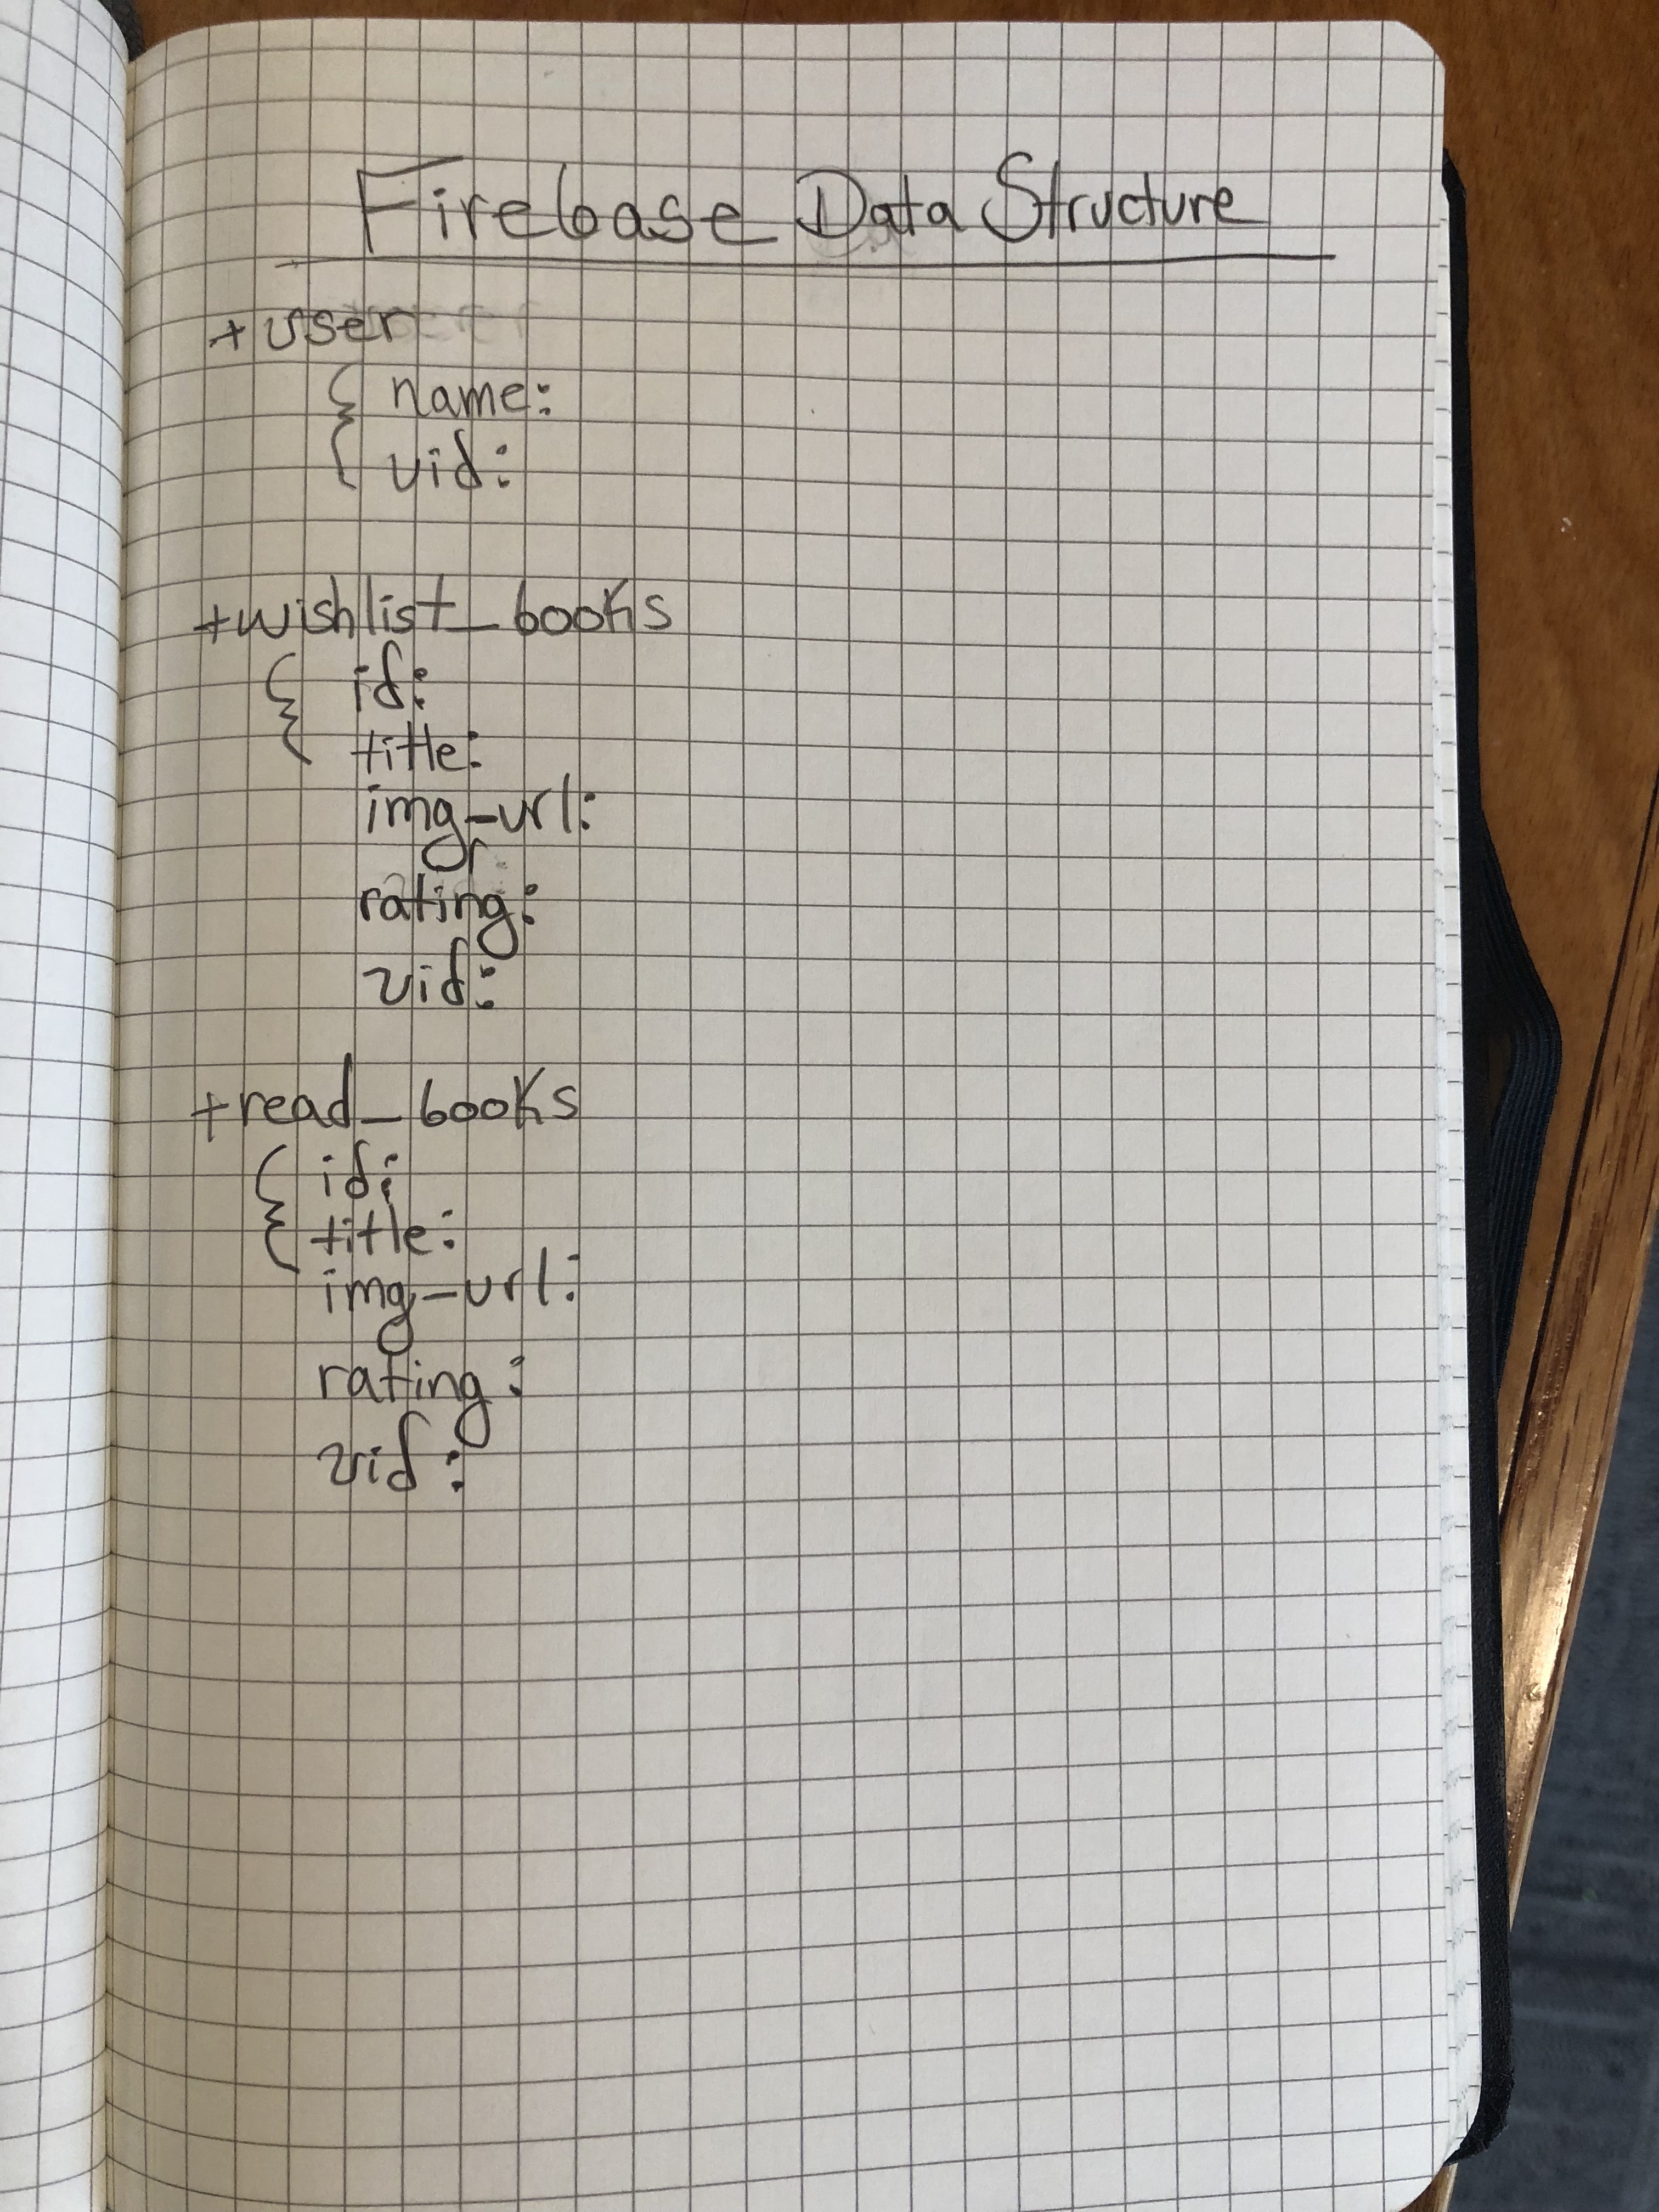 Firebase Data Structure
+ user
{ name:
uid:
+ wishlist_books
{ id:
title:
img-url:
rating:
uid:
+ read_books
{ id:
title:
img-url:
rating:
uid: